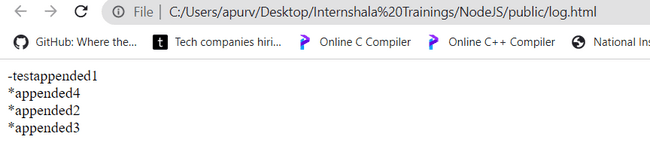 File | C:/Users/apurv/Desktop/Internshala%20Trainings/NodeJS/public/log.html
GitHub: Where the... t Tech companies hiri... Online C Compiler Online C++ Compiler National Ins
-testappended1
*appended4
*appended2
*appended3